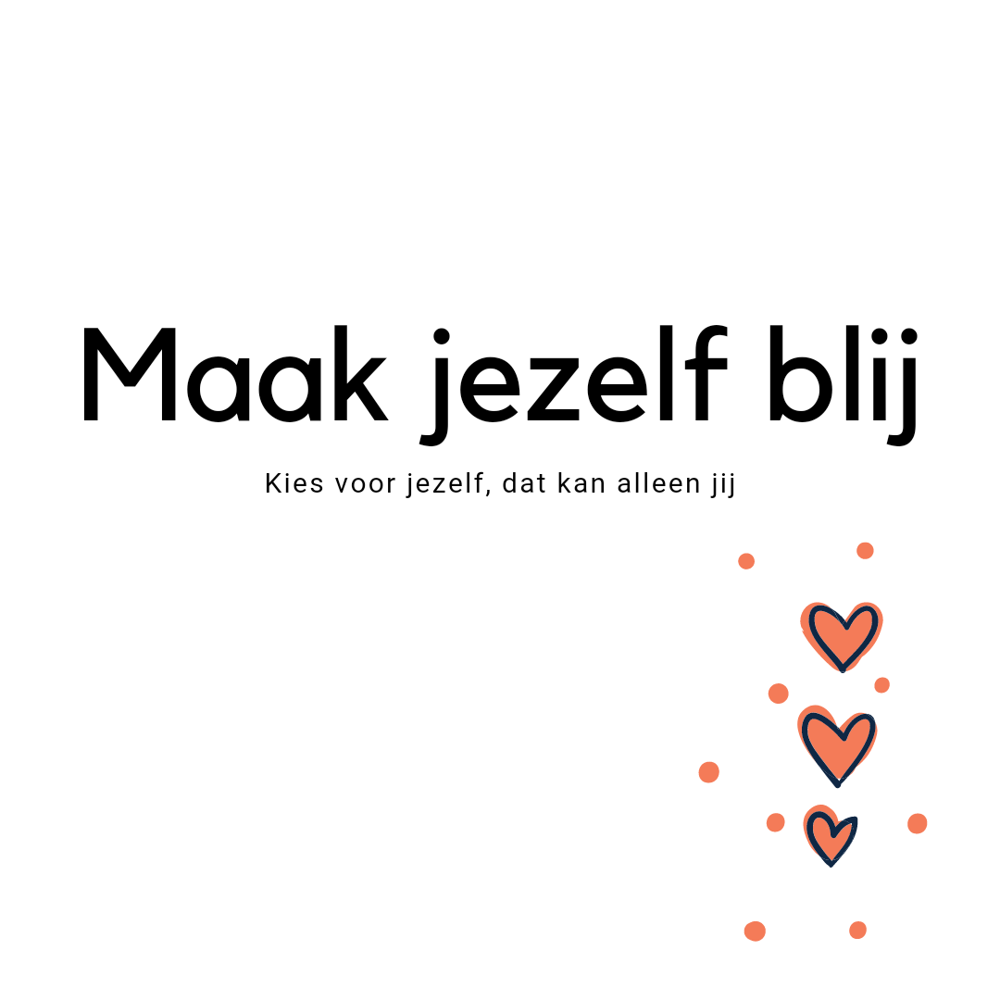 Maak jezelf blij
Kies voor jezelf, dat kan alleen jij